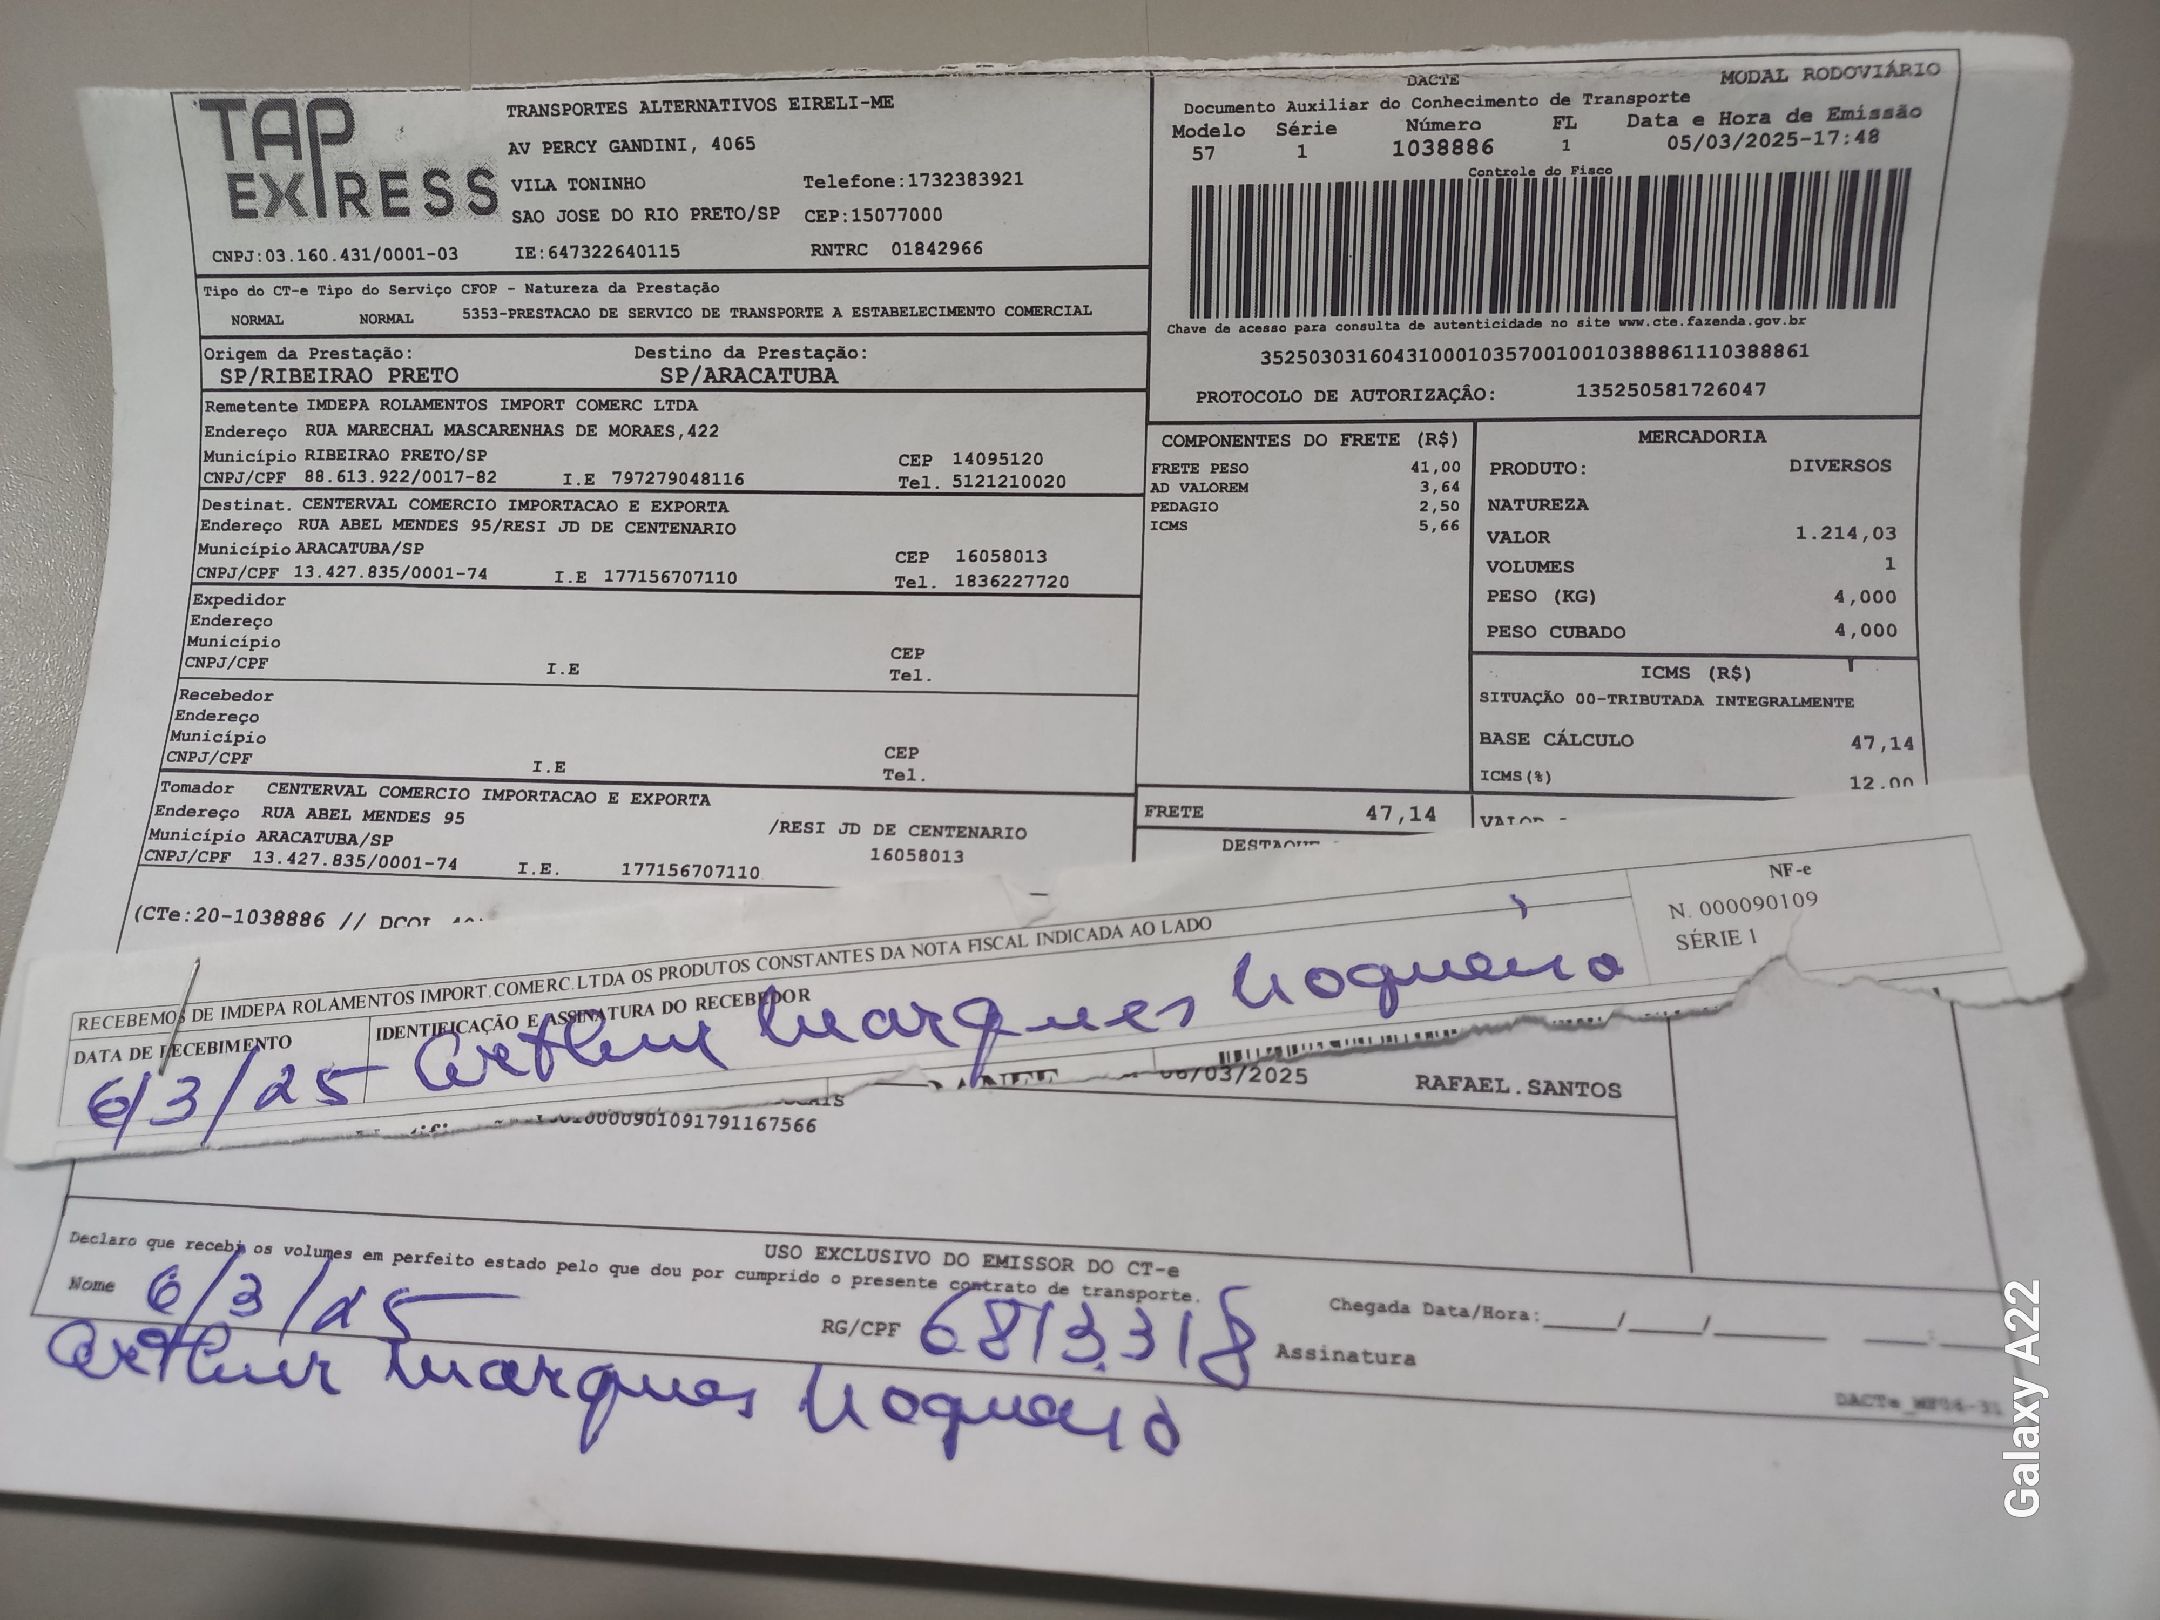 TAP EXPRESS
TRANSPORTES ALTERNATIVOS EIRELI-ME
AV PERCY GANDINI, 4065
VILA TONINHO Telefone:1732383921
SAO JOSE DO RIO PRETO/SP CEP:15077000
CNPJ:03.160.431/0001-03 IE:647322640115 RNTRC 01842966
DACTE MODAL RODOVIÁRIO
Documento Auxiliar do Conhecimento de Transporte
Modelo Série Número FL Data e Hora de Emissão
57 1 1038886 1 05/03/2025-17:48
Controle do Fisco
Chave de acesso para consulta de autenticidade no site www.cte.fazenda.gov.br
35250303160431000103570010010388861110388861
PROTOCOLO DE AUTORIZAÇÂO: 135250581726047
Tipo do CT-e Tipo do Serviço CFOP - Natureza da Prestação
NORMAL NORMAL 5353-PRESTACAO DE SERVICO DE TRANSPORTE A ESTABELECIMENTO COMERCIAL
Origem da Prestação: Destino da Prestação:
SP/RIBEIRAO PRETO SP/ARACATUBA
Remetente IMDEPA ROLAMENTOS IMPORT COMERC LTDA
Endereço RUA MARECHAL MASCARENHAS DE MORAES,422
Município RIBEIRAO PRETO/SP CEP 14095120
CNPJ/CPF 88.613.922/0017-82 I.E 797279048116 Tel. 5121210020
Destinat. CENTERVAL COMERCIO IMPORTACAO E EXPORTA
Endereço RUA ABEL MENDES 95/RESI JD DE CENTENARIO
Município ARACATUBA/SP CEP 16058013
CNPJ/CPF 13.427.835/0001-74 I.E 177156707110 Tel. 1836227720
Expedidor
Endereço
Município CEP
CNPJ/CPF I.E Tel.
Recebedor
Endereço
Município CEP
CNPJ/CPF I.E Tel.
Tomador CENTERVAL COMERCIO IMPORTACAO E EXPORTA
Endereço RUA ABEL MENDES 95 /RESI JD DE CENTENARIO
Município ARACATUBA/SP 16058013
CNPJ/CPF 13.427.835/0001-74 I.E. 177156707110
COMPONENTES DO FRETE (R$)
FRETE PESO 41,00
AD VALOREM 3,64
PEDAGIO 2,50
ICMS 5,66
FRETE 47,14
MERCADORIA
PRODUTO: DIVERSOS
NATUREZA
VALOR 1.214,03
VOLUMES 1
PESO (KG) 4,000
PESO CUBADO 4,000
ICMS (R$)
SITUAÇÃO 00-TRIBUTADA INTEGRALMENTE
BASE CÁLCULO 47,14
ICMS(%) 12.00
(CTe:20-1038886 //
RECEBEMOS DE IMDEPA ROLAMENTOS IMPORT.COMERC.LTDA OS PRODUTOS CONSTANTES DA NOTA FISCAL INDICADA AO LADO
NF-e
N. 000090109
SÉRIE 1
DATA DE RECEBIMENTO IDENTIFICAÇÃO E ASSINATURA DO RECEBEDOR
6/3/25 Arthur Marques Noqueira
06/03/2025 RAFAEL.SANTOS
0000901091791167566
USO EXCLUSIVO DO EMISSOR DO CT-e
Declaro que recebi os volumes em perfeito estado pelo que dou por cumprido o presente contrato de transporte.
Nome 6/3/25 RG/CPF 6813318 Assinatura Chegada Data/Hora:____/____/____ ____:____
Arthur Marques Noqueira
Galaxy A22